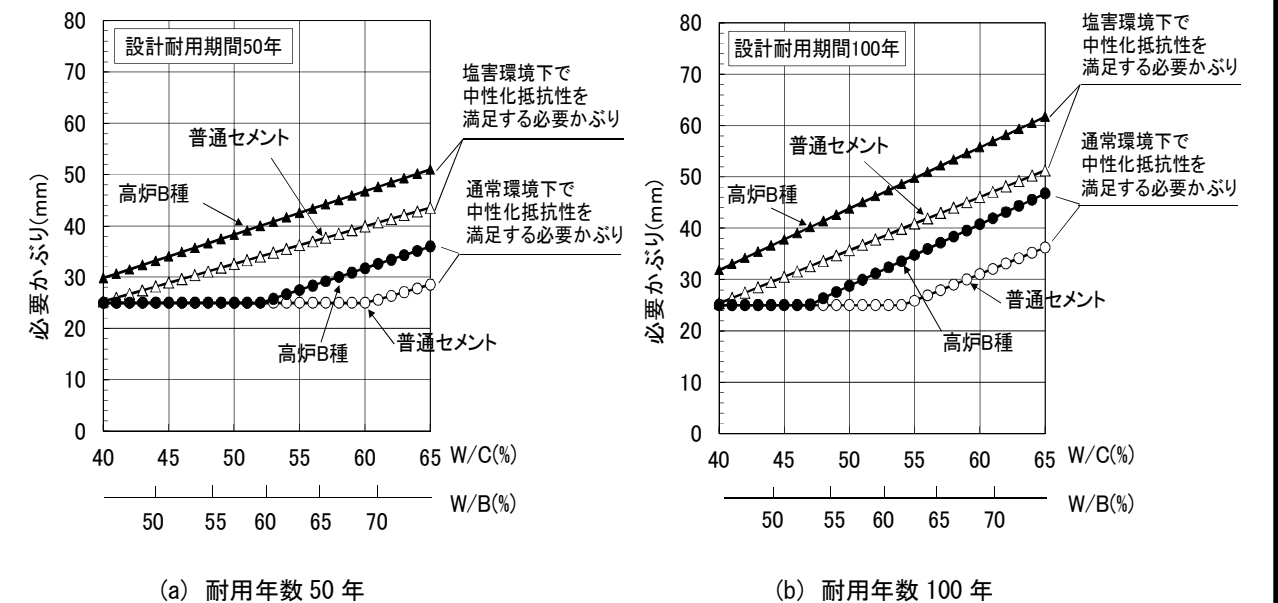 設計耐用期間50年
塩害環境下で
中性化抵抗性を
満足する必要かぶり
普通セメント
高炉B種
通常環境下で
中性化抵抗性を
満足する必要かぶり
高炉B種
普通セメント
必要かぶり(mm)
80
70
60
50
40
30
20
10
0
40 45 50 55 60 65 W/C(%)
50 55 60 65 70 W/B(%)
(a) 耐用年数 50 年
設計耐用期間100年
塩害環境下で
中性化抵抗性を
満足する必要かぶり
普通セメント
高炉B種
通常環境下で
中性化抵抗性を
満足する必要かぶり
普通セメント
高炉B種
必要かぶり(mm)
80
70
60
50
40
30
20
10
0
40 45 50 55 60 65 W/C(%)
50 55 60 65 70 W/B(%)
(b) 耐用年数 100 年